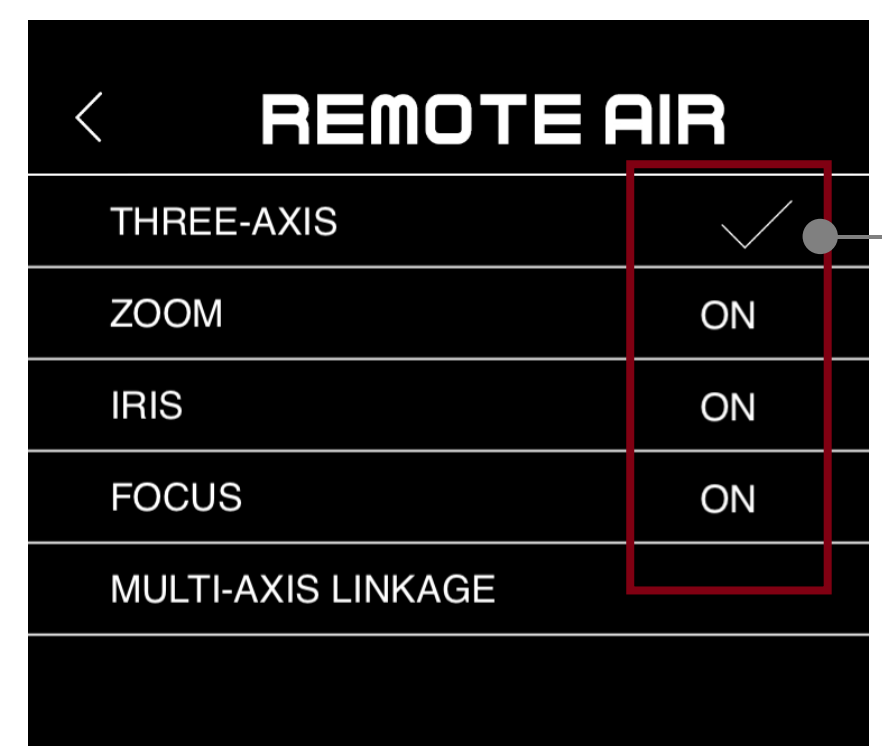 REMOTE AIR
THREE-AXIS
ZOOM ON
IRIS ON
FOCUS ON
MULTI-AXIS LINKAGE